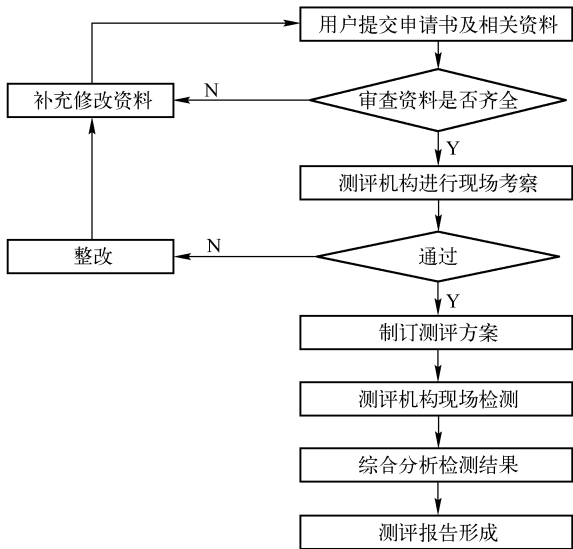 用户提交申请书及相关资料
补充修改资料
N
审查资料是否齐全
Y
测评机构进行现场考察
整改
N
通过
Y
制订测评方案
测评机构现场检测
综合分析检测结果
测评报告形成